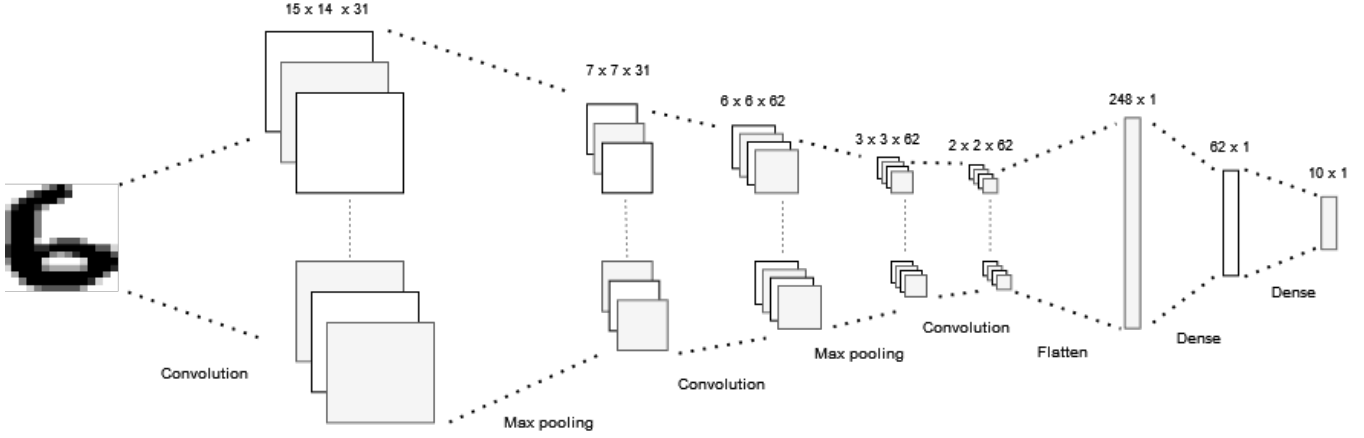 15 x 14 x 31
7 x 7 x 31
6 x 6 x 62
3 x 3 x 62
2 x 2 x 62
248 x 1
62 x 1
10 x 1
Convolution
Max pooling
Convolution
Max pooling
Convolution
Flatten
Dense
Dense